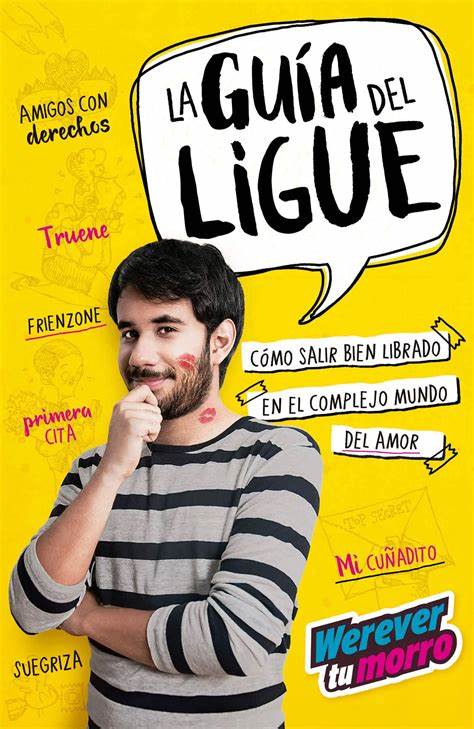 LA GUÍA DEL
LIGUE
AMIGOS CON
derechos
Truene
FRIENZONE
primera
CITA
CÓMO SALIR BIEN LIBRADO
EN EL COMPLEJO MUNDO
DEL AMOR
TOP SECRET
Mi CUÑADITO
SUEGRIZA
Werever
tu morro